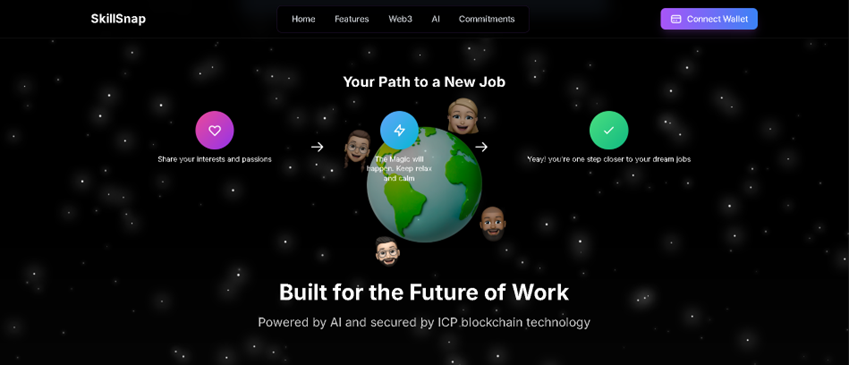 SkillSnap
Home Features Web3 AI Commitments
Connect Wallet
Your Path to a New Job
Share your interests and passions
The Magic will
happen. Keep relax
and calm
Yeay! you're one step closer to your dream jobs
Built for the Future of Work
Powered by AI and secured by ICP blockchain technology